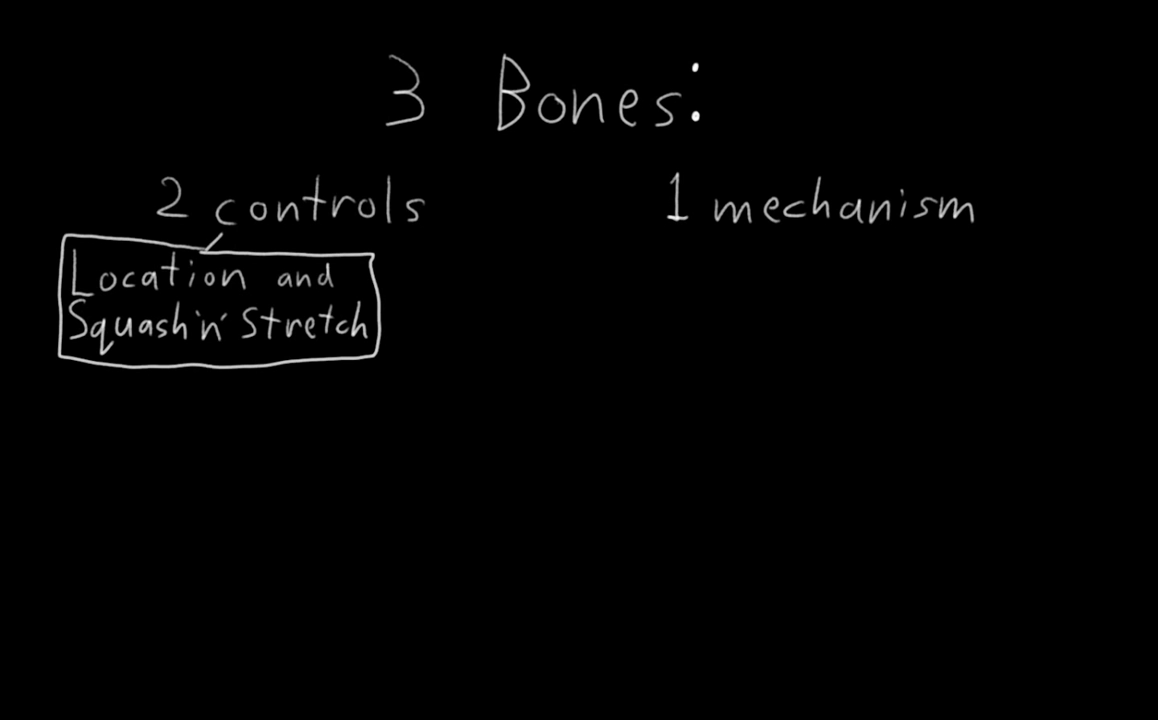 3 Bones:
2 controls
1 mechanism
Location and
Squash 'n' Stretch